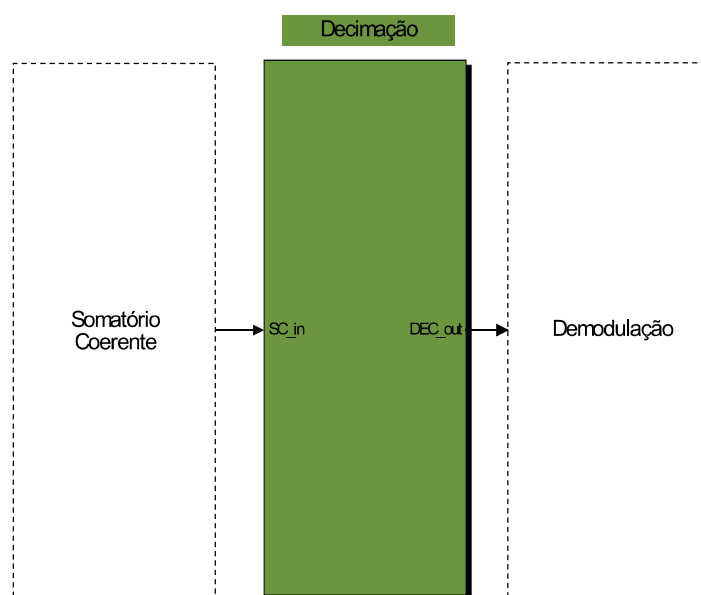 Decimação
Somatório
Coerente
SC_in
DEC_out
Demodulação